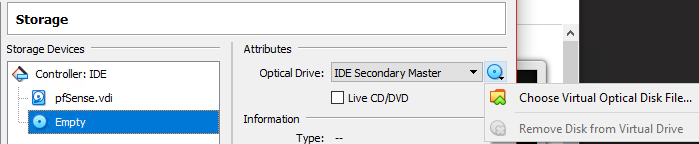 Storage
Storage Devices
Controller: IDE
pfSense.vdi
Empty
Attributes
Optical Drive: IDE Secondary Master
Live CD/DVD
Information
Type: --
Choose Virtual Optical Disk File...
Remove Disk from Virtual Drive